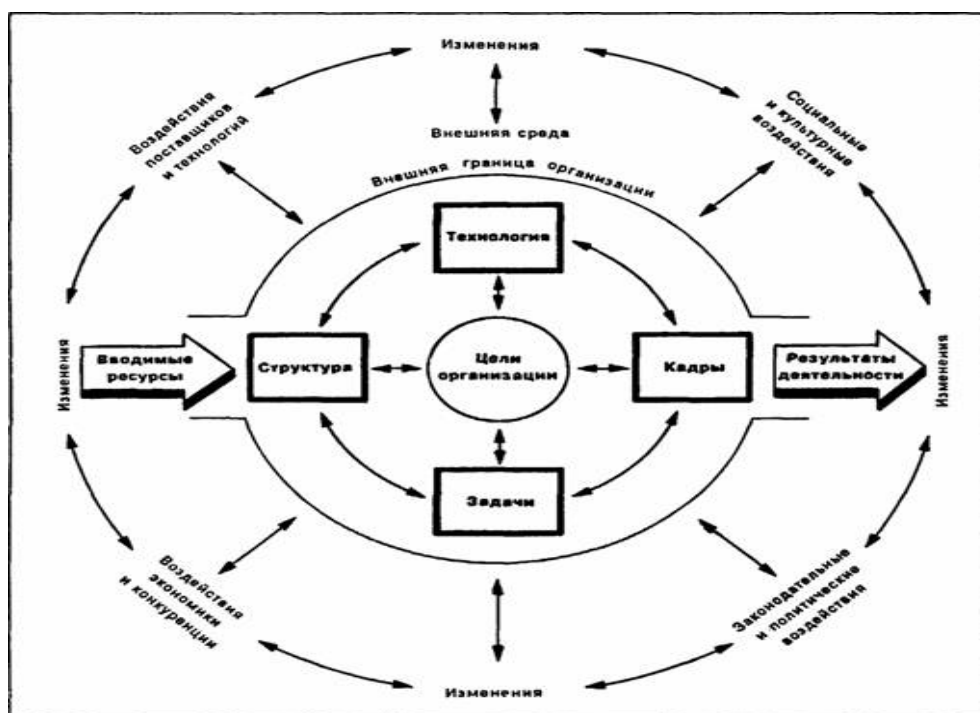 Изменения
Воздействия
поставщиков
и технологий
Социальные
и культурные
воздействия
Внешняя среда
Внешняя граница организации
Технология
Изменения
Вводимые
ресурсы
Структура
Цели
организации
Кадры
Результаты
деятельности
Изменения
Задачи
Воздействия
экономики
и конкуренции
Законодательные
и политические
воздействия
Изменения